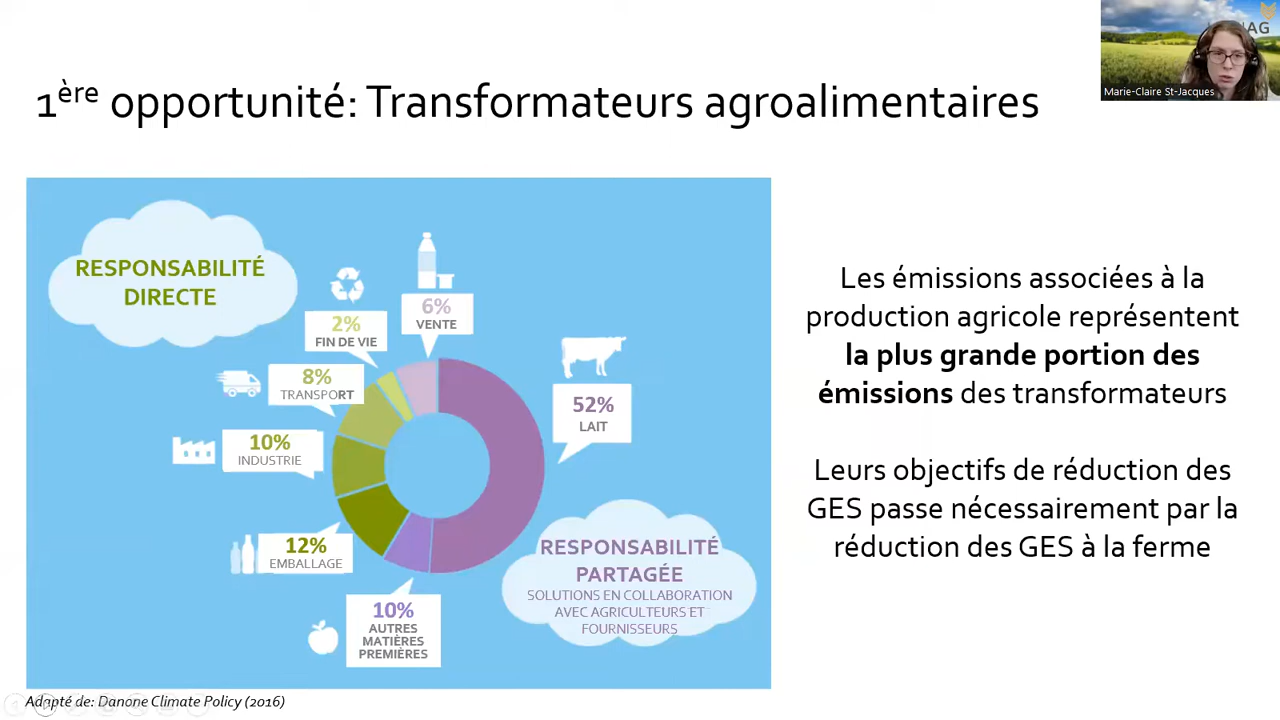 1ère opportunité: Transformateurs agroalimentaires
Marie-Claire St-Jacques
RESPONSABILITÉ
DIRECTE
6%
VENTE
2%
FIN DE VIE
8%
TRANSPORT
52%
LAIT
10%
INDUSTRIE
12%
EMBALLAGE
10%
AUTRES
MATIÈRES
PREMIÈRES
RESPONSABILITÉ
PARTAGÉE
SOLUTIONS EN COLLABORATION
AVEC AGRICULTEURS ET
FOURNISSEURS
Les émissions associées à la
production agricole représentent
la plus grande portion des
émissions des transformateurs
Leurs objectifs de réduction des
GES passe nécessairement par la
réduction des GES à la ferme
Adapté de: Danone Climate Policy (2016)